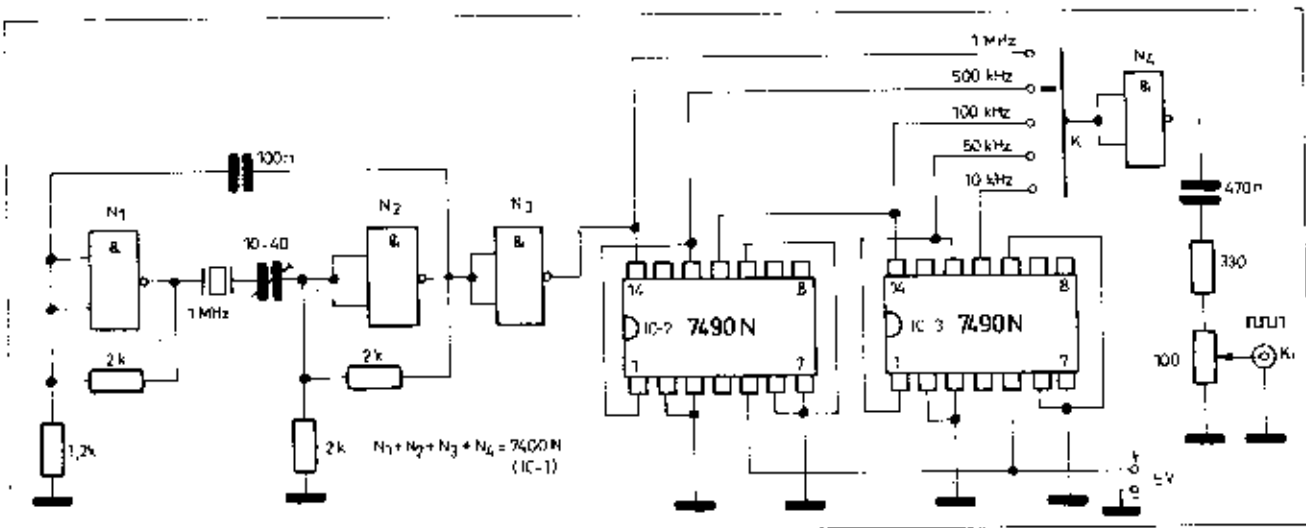 1 MHz
500 kHz
100 kHz
50 kHz
10 kHz
K
N4
&
470n
330
100
K1
100n
N1
&
1 MHz
10-40
N2
&
N3
&
2k
1,2k
2k
2k
N1 + N2 + N3 + N4 = 7400N
(IC-1)
14
8
IC-2 7490N
1
7
14
8
IC-3 7490N
1
7
+
5V